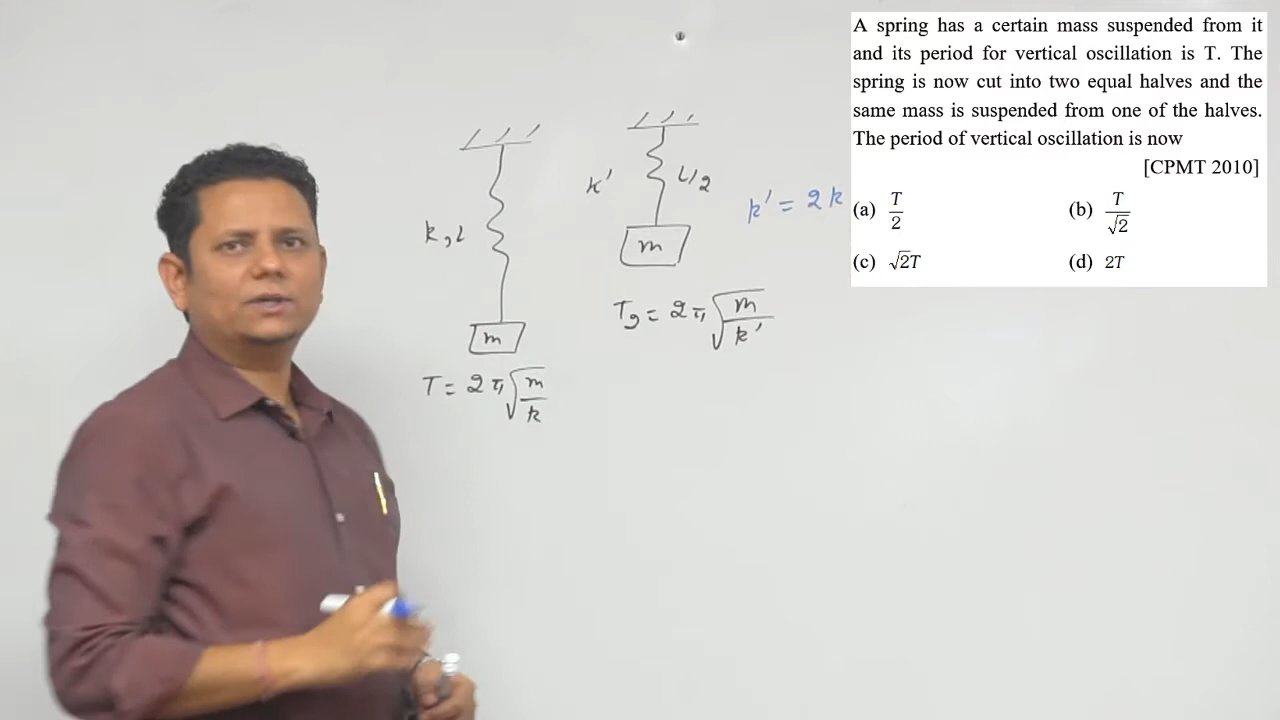 A spring has a certain mass suspended from it
and its period for vertical oscillation is T. The
spring is now cut into two equal halves and the
same mass is suspended from one of the halves.
The period of vertical oscillation is now
[CPMT 2010]
(a) T/2 (b) T/√2
(c) √2T (d) 2T
k, L
m
T = 2π√(m/k)
k' L/2
m
k' = 2k
T₂ = 2π√(m/k')